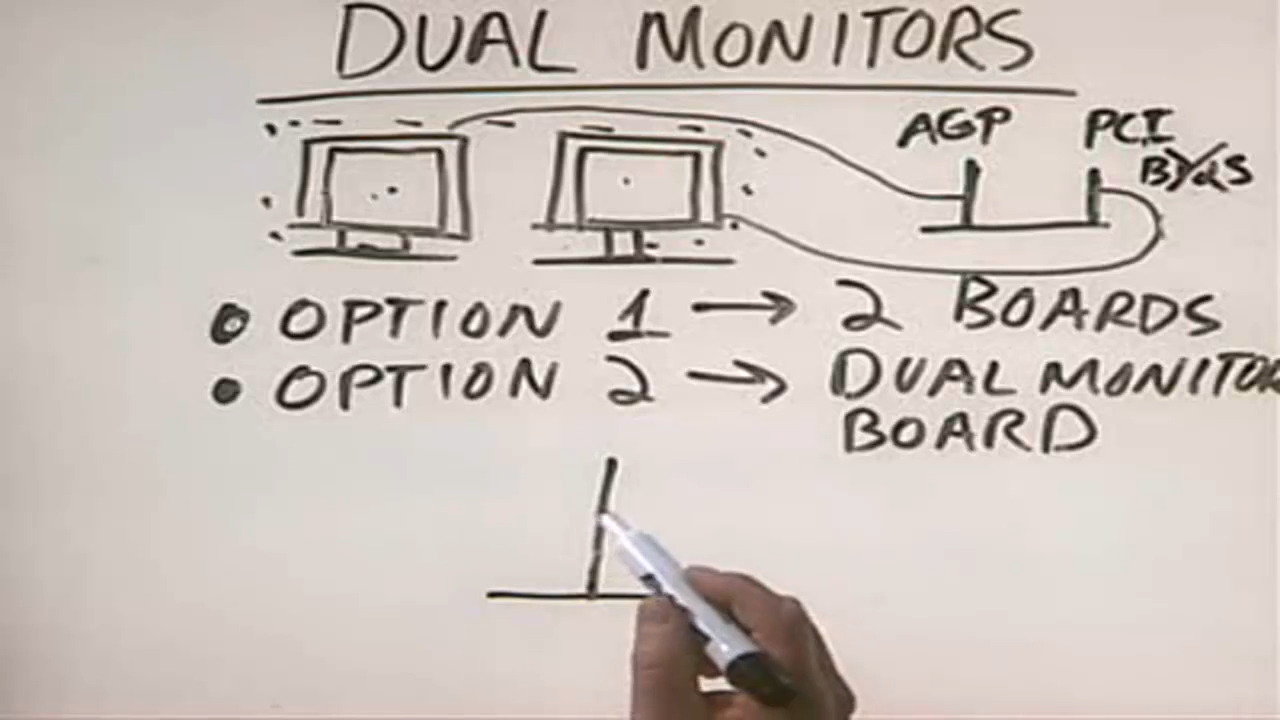 DUAL MONITORS
AGP PCI
OPTION 1 → 2 BOARDS
OPTION 2 → DUAL MONITOR
BOARD